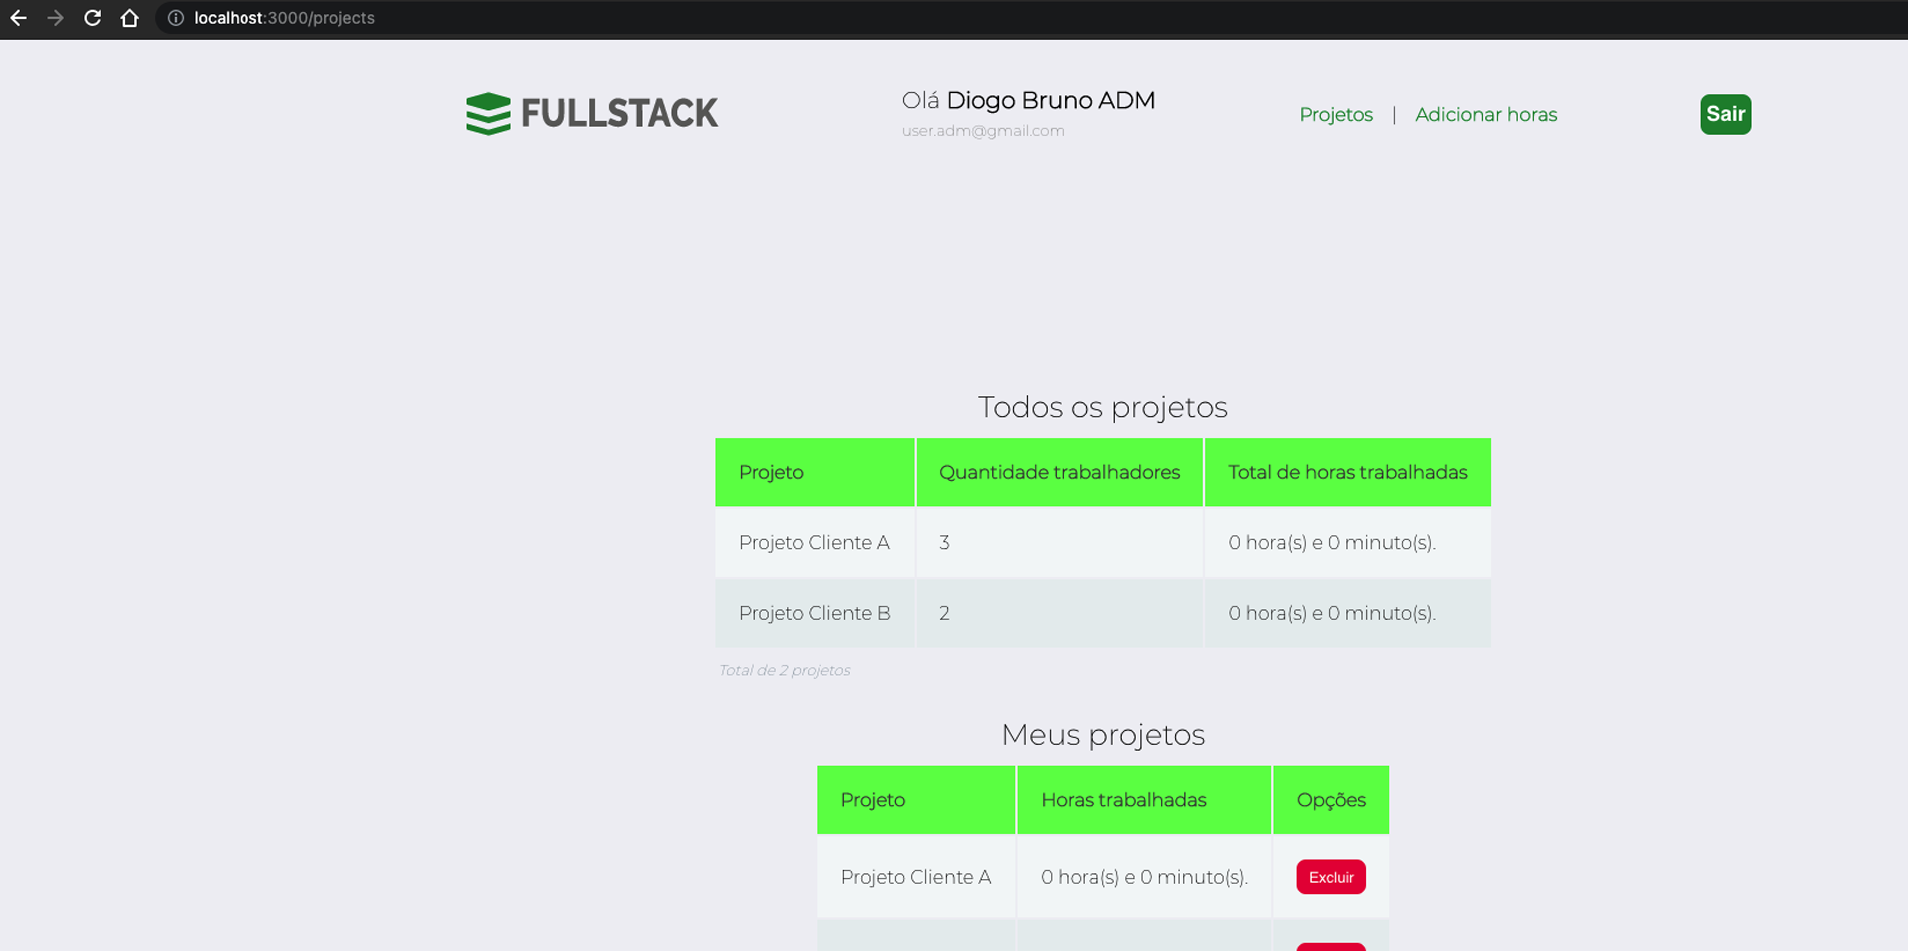 localhost:3000/projects
FULLSTACK
Olá Diogo Bruno ADM
user.adm@gmail.com
Projetos | Adicionar horas
Sair
Todos os projetos
Projeto Quantidade trabalhadores Total de horas trabalhadas
Projeto Cliente A 3 0 hora(s) e 0 minuto(s).
Projeto Cliente B 2 0 hora(s) e 0 minuto(s).
Total de 2 projetos
Meus projetos
Projeto Horas trabalhadas Opções
Projeto Cliente A 0 hora(s) e 0 minuto(s). Excluir